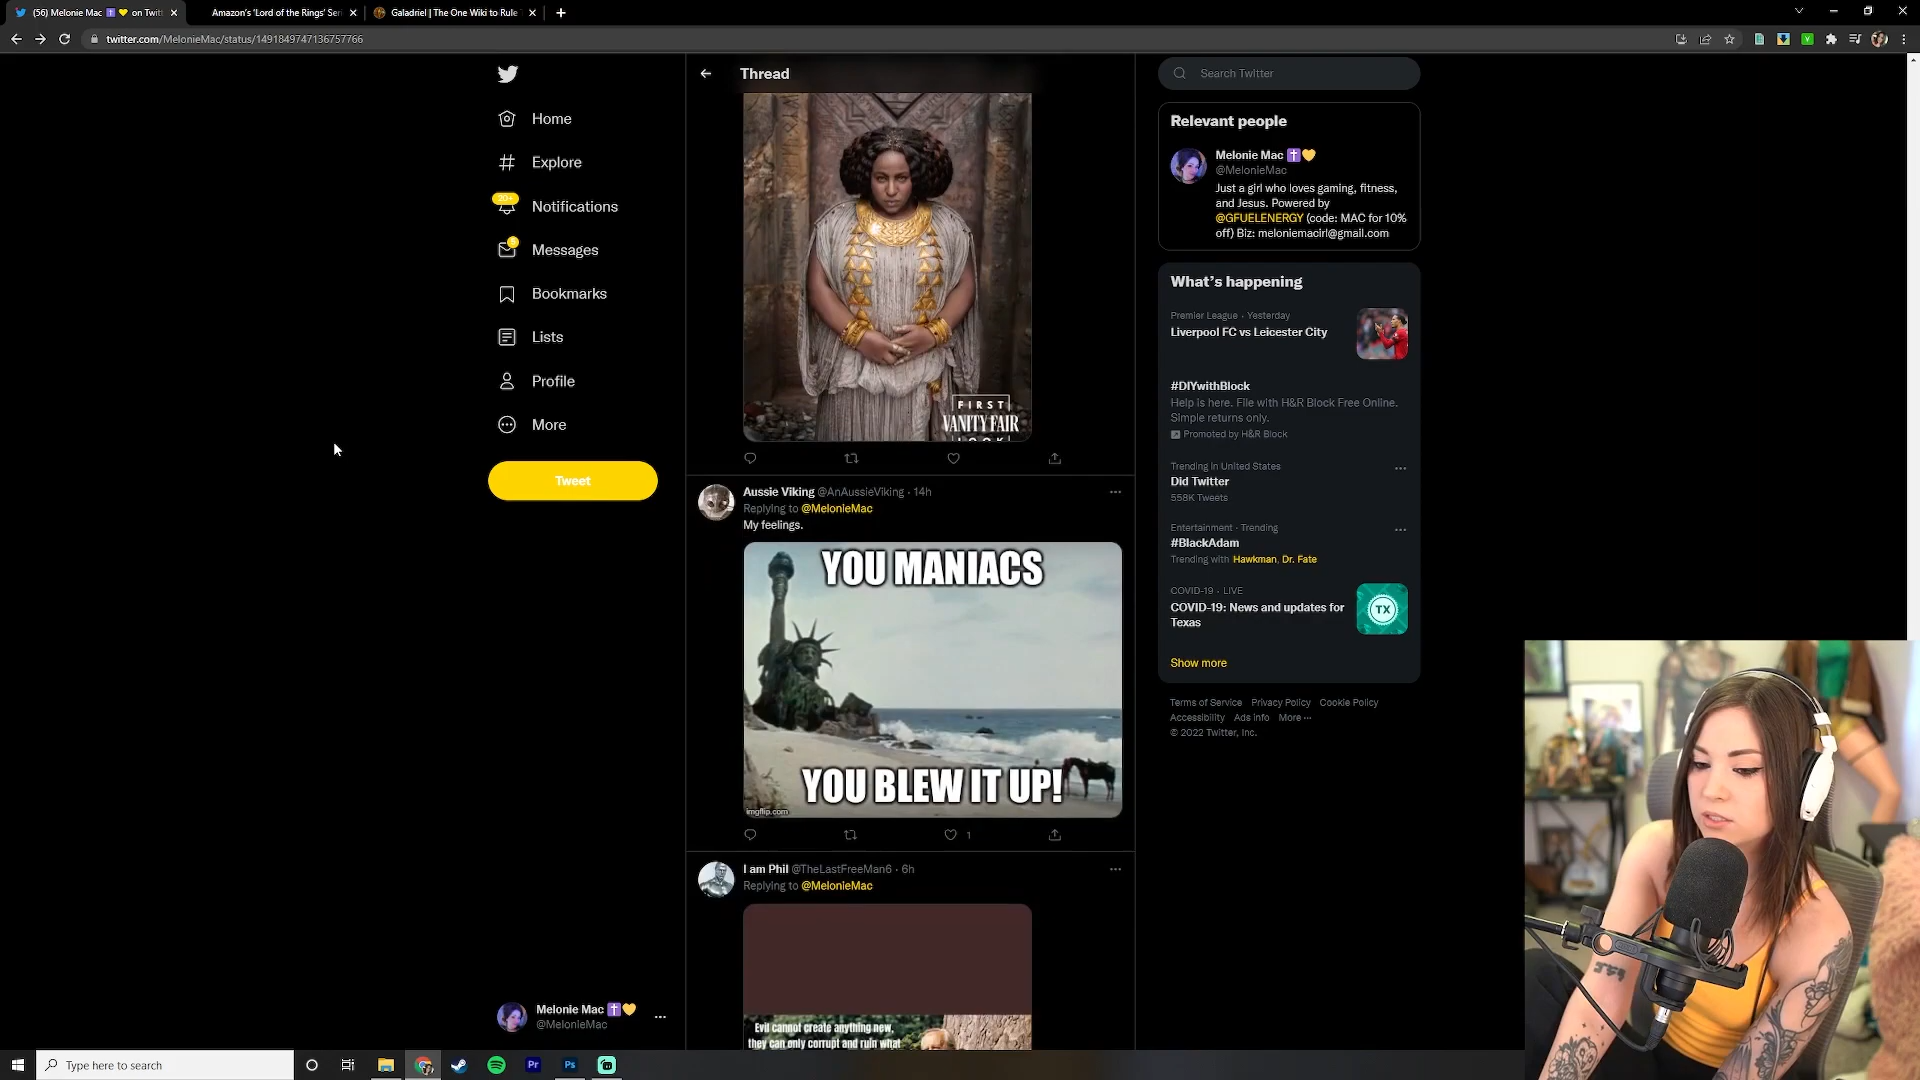 (56) Melonie Mac ✝️💛 on Twitt
Amazon's 'Lord of the Rings' Seri
Galadriel | The One Wiki to Rule
twitter.com/MelonieMac/status/1491849747136757766
Home
Explore
20+
Notifications
5
Messages
Bookmarks
Lists
Profile
More
Tweet
Melonie Mac ✝️💛
@MelonieMac
Thread
FIRST
VANITY FAIR
LOOK
Aussie Viking @AnAussieViking · 14h
Replying to @MelonieMac
My feelings.
YOU MANIACS
YOU BLEW IT UP!
imgflip.com
1
I am Phil @TheLastFreeMan6 · 6h
Replying to @MelonieMac
Evil cannot create anything new,
they can only corrupt and ruin what
Search Twitter
Relevant people
Melonie Mac ✝️💛
@MelonieMac
Just a girl who loves gaming, fitness,
and Jesus. Powered by
@GFUELENERGY (code: MAC for 10%
off) Biz: meloniemacirl@gmail.com
What's happening
Premier League · Yesterday
Liverpool FC vs Leicester City
#DIYwithBlock
Help is here. File with H&R Block Free Online.
Simple returns only.
Promoted by H&R Block
Trending in United States
Did Twitter
558K Tweets
Entertainment · Trending
#BlackAdam
Trending with Hawkman, Dr. Fate
COVID-19 · LIVE
COVID-19: News and updates for
Texas
TX
Show more
Terms of Service Privacy Policy Cookie Policy
Accessibility Ads info More ···
© 2022 Twitter, Inc.
Type here to search
Pr
Ps